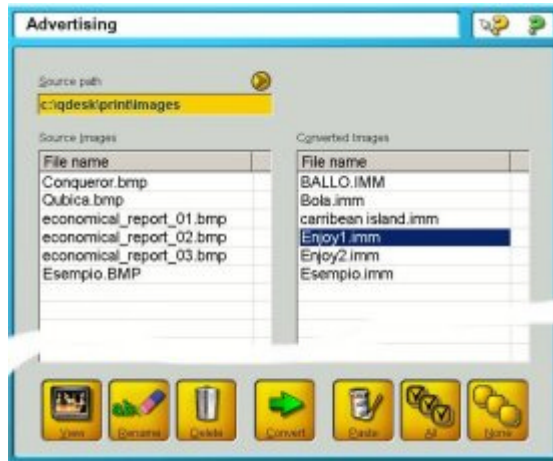 Advertising
Source path
c:\qdesk\print\images
Source Images
File name
Conqueror.bmp
Qubica.bmp
economical_report_01.bmp
economical_report_02.bmp
economical_report_03.bmp
Esempio.BMP
Converted Images
File name
BALLO.IMM
Bola.imm
carribean island.imm
Enjoy1.imm
Enjoy2.imm
Esempio.imm
View
Rename
Delete
Convert
Paste
All
None